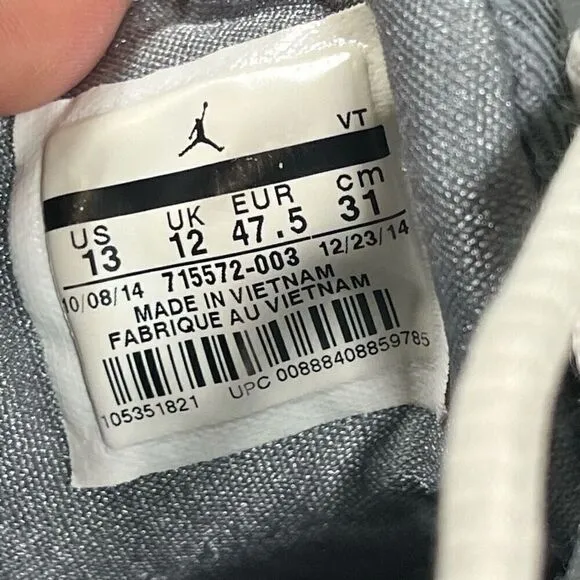 VT
US UK EUR cm
13 12 47.5 31
10/08/14 715572-003 12/23/14
MADE IN VIETNAM
FABRIQUE AU VIETNAM
105351821 UPC 00888408859785